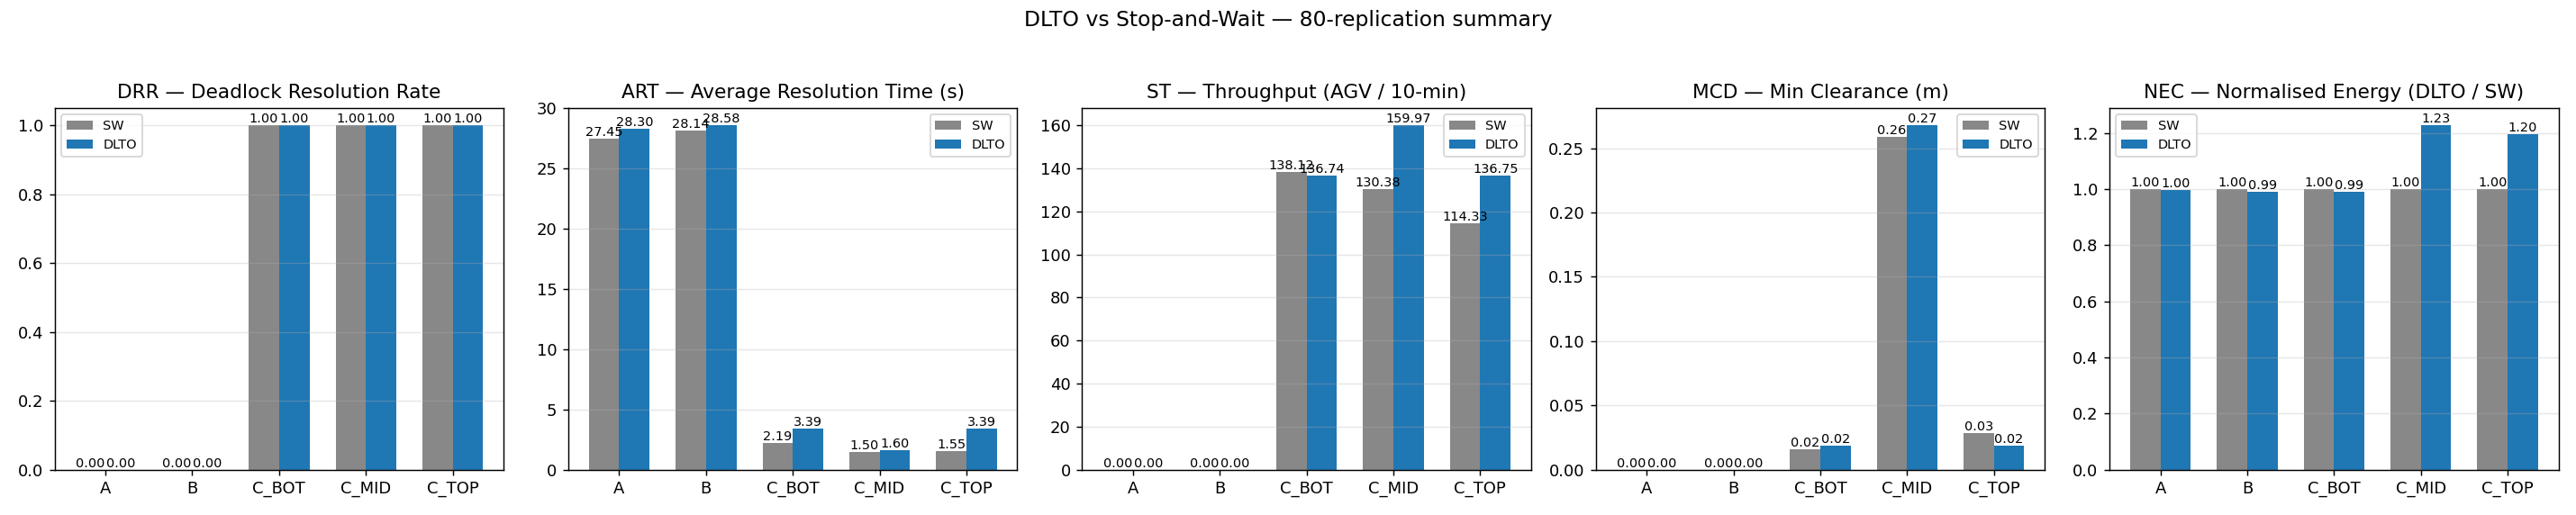 DLTO vs Stop-and-Wait — 80-replication summary
DRR — Deadlock Resolution Rate
1.0
0.8
0.6
0.4
0.2
0.0
SW
DLTO
0.00 0.00
0.00 0.00
1.00 1.00
1.00 1.00
1.00 1.00
A B C_BOT C_MID C_TOP
ART — Average Resolution Time (s)
30
25
20
15
10
5
0
SW
DLTO
27.45 28.30
28.14 28.58
2.19 3.39
1.50 1.60
1.55 3.39
A B C_BOT C_MID C_TOP
ST — Throughput (AGV / 10-min)
160
140
120
100
80
60
40
20
0
SW
DLTO
0.00 0.00
0.00 0.00
138.12 136.74
130.38 159.97
114.33 136.75
A B C_BOT C_MID C_TOP
MCD — Min Clearance (m)
0.25
0.20
0.15
0.10
0.05
0.00
SW
DLTO
0.00 0.00
0.00 0.00
0.02 0.02
0.26 0.27
0.03 0.02
A B C_BOT C_MID C_TOP
NEC — Normalised Energy (DLTO / SW)
1.2
1.0
0.8
0.6
0.4
0.2
0.0
SW
DLTO
1.00 1.00
1.00 0.99
1.00 0.99
1.00 1.23
1.00 1.20
A B C_BOT C_MID C_TOP